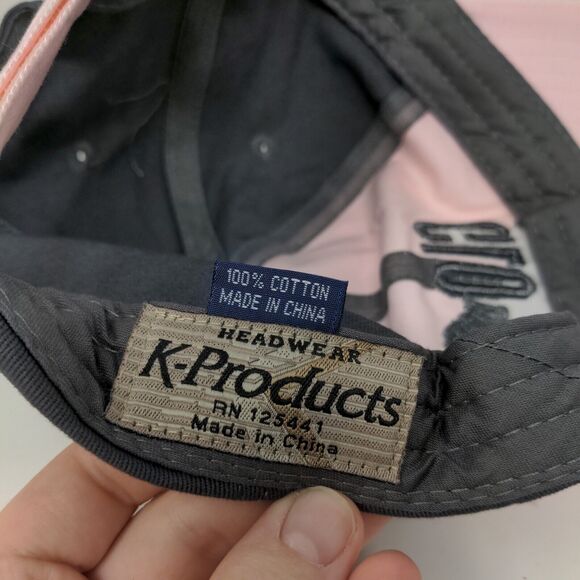 100% COTTON
MADE IN CHINA
HEADWEAR
K-Products
RN 125441
Made in China